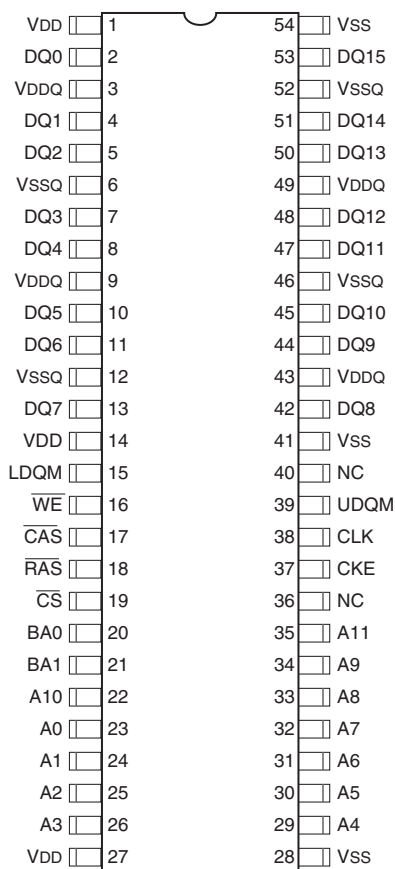 VDD 1 54 VSS
DQ0 2 53 DQ15
VDDQ 3 52 VSSQ
DQ1 4 51 DQ14
DQ2 5 50 DQ13
VSSQ 6 49 VDDQ
DQ3 7 48 DQ12
DQ4 8 47 DQ11
VDDQ 9 46 VSSQ
DQ5 10 45 DQ10
DQ6 11 44 DQ9
VSSQ 12 43 VDDQ
DQ7 13 42 DQ8
VDD 14 41 VSS
LDQM 15 40 NC
W̅E̅ 16 39 UDQM
C̅A̅S̅ 17 38 CLK
R̅A̅S̅ 18 37 CKE
C̅S̅ 19 36 NC
BA0 20 35 A11
BA1 21 34 A9
A10 22 33 A8
A0 23 32 A7
A1 24 31 A6
A2 25 30 A5
A3 26 29 A4
VDD 27 28 VSS